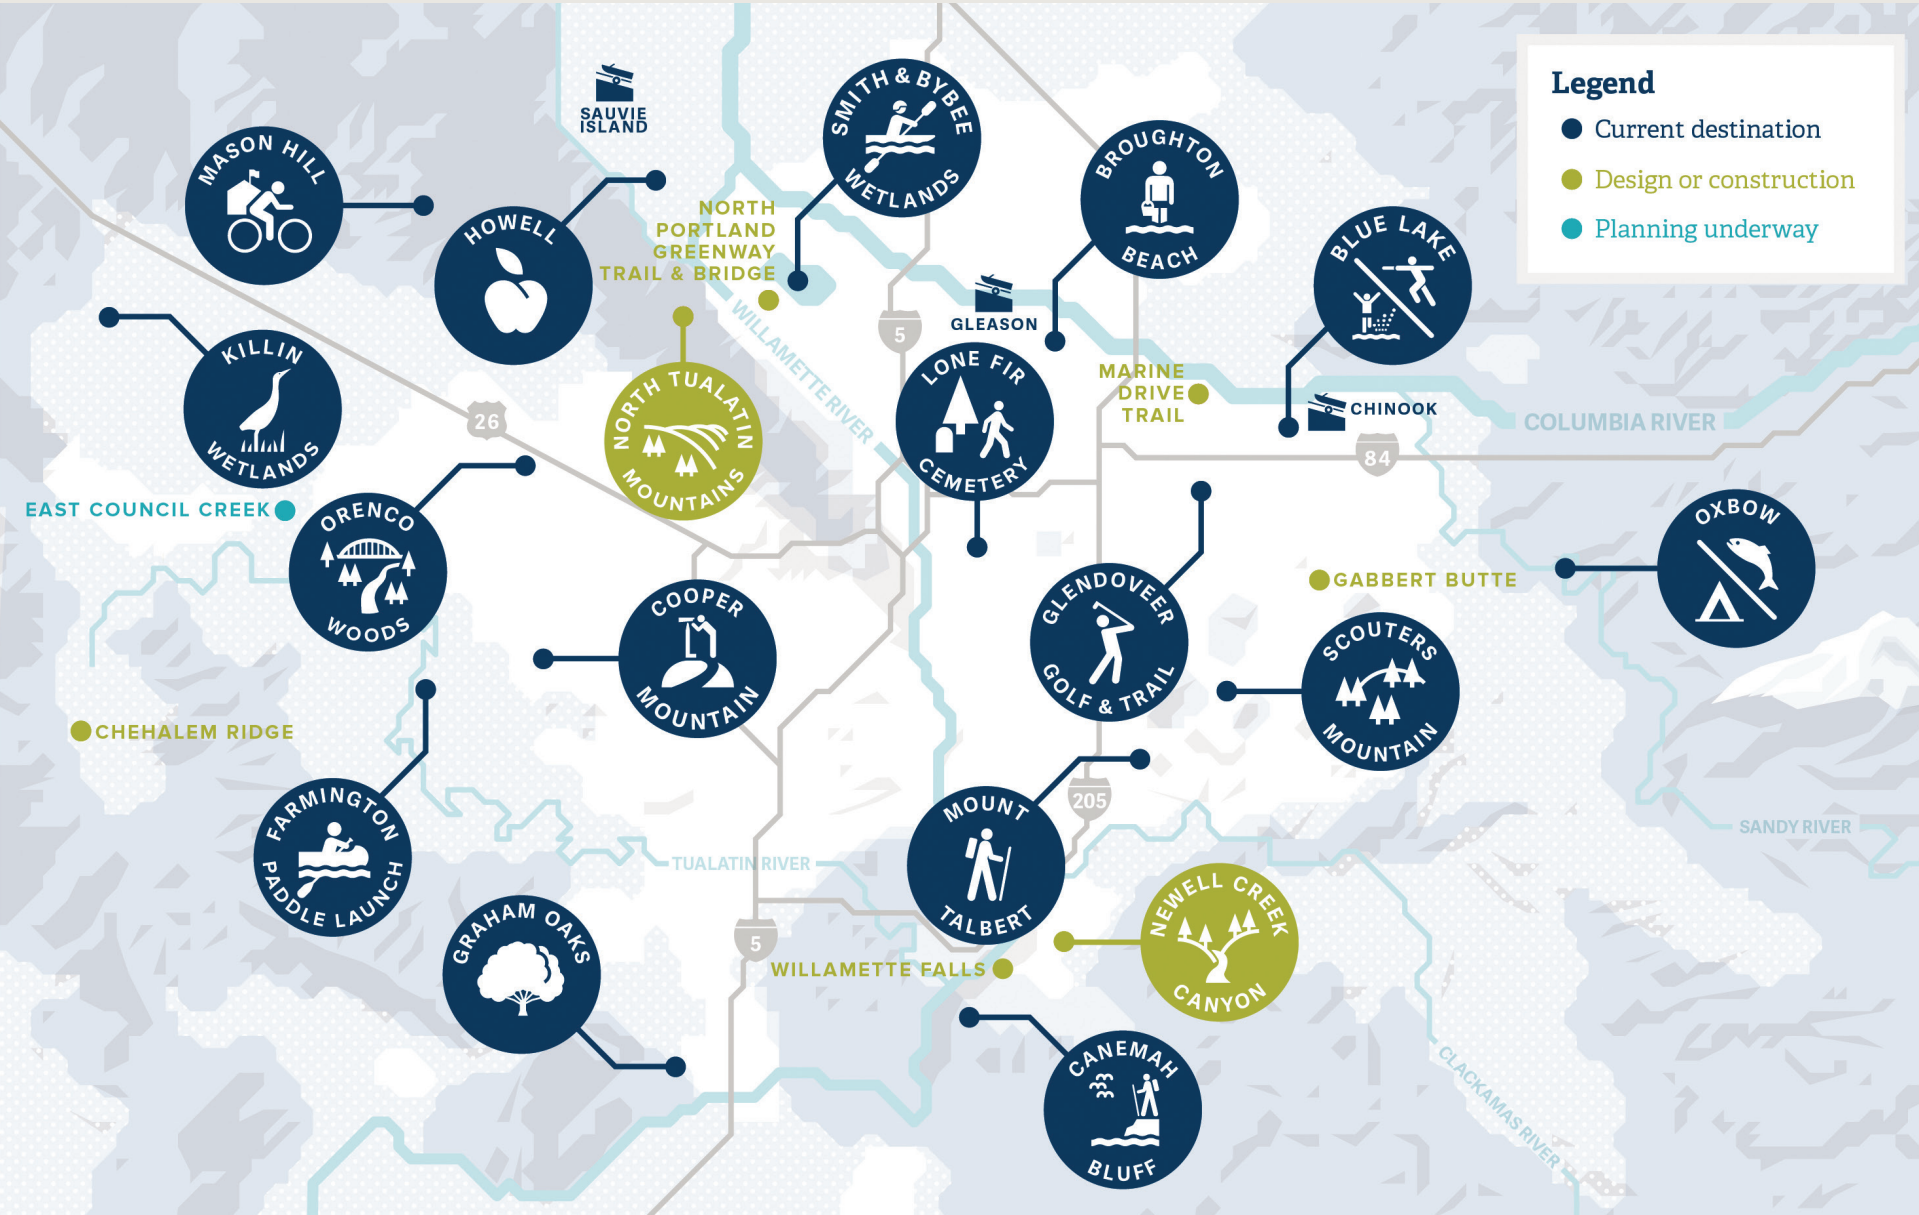 Legend
Current destination
Design or construction
Planning underway
SAUVIE
ISLAND
SMITH & BYBEE
WETLANDS
MASON HILL
BROUGHTON
BEACH
HOWELL
NORTH
PORTLAND
GREENWAY
TRAIL & BRIDGE
BLUE LAKE
GLEASON
WILLAMETTE RIVER
5
KILLIN
WETLANDS
26
NORTH TUALATIN
MOUNTAINS
LONE FIR
CEMETERY
MARINE
DRIVE
TRAIL
CHINOOK
COLUMBIA RIVER
84
EAST COUNCIL CREEK
ORENCO
WOODS
OXBOW
GLENDOVEER
GOLF & TRAIL
GABBERT BUTTE
COOPER
MOUNTAIN
SCOUTERS
MOUNTAIN
CHEHALEM RIDGE
FARMINGTON
PADDLE LAUNCH
MOUNT
TALBERT
205
SANDY RIVER
TUALATIN RIVER
GRAHAM OAKS
5
WILLAMETTE FALLS
NEWELL CREEK
CANYON
CANEMAH
BLUFF
CLACKAMAS RIVER